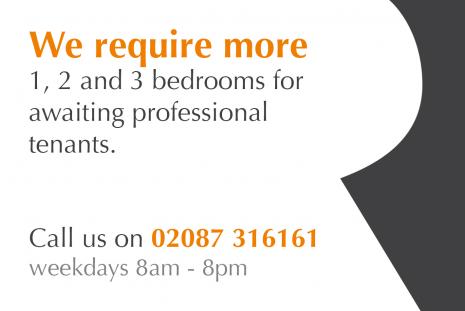 We require more
1, 2 and 3 bedrooms for
awaiting professional
tenants.
Call us on 02087 316161
weekdays 8am - 8pm